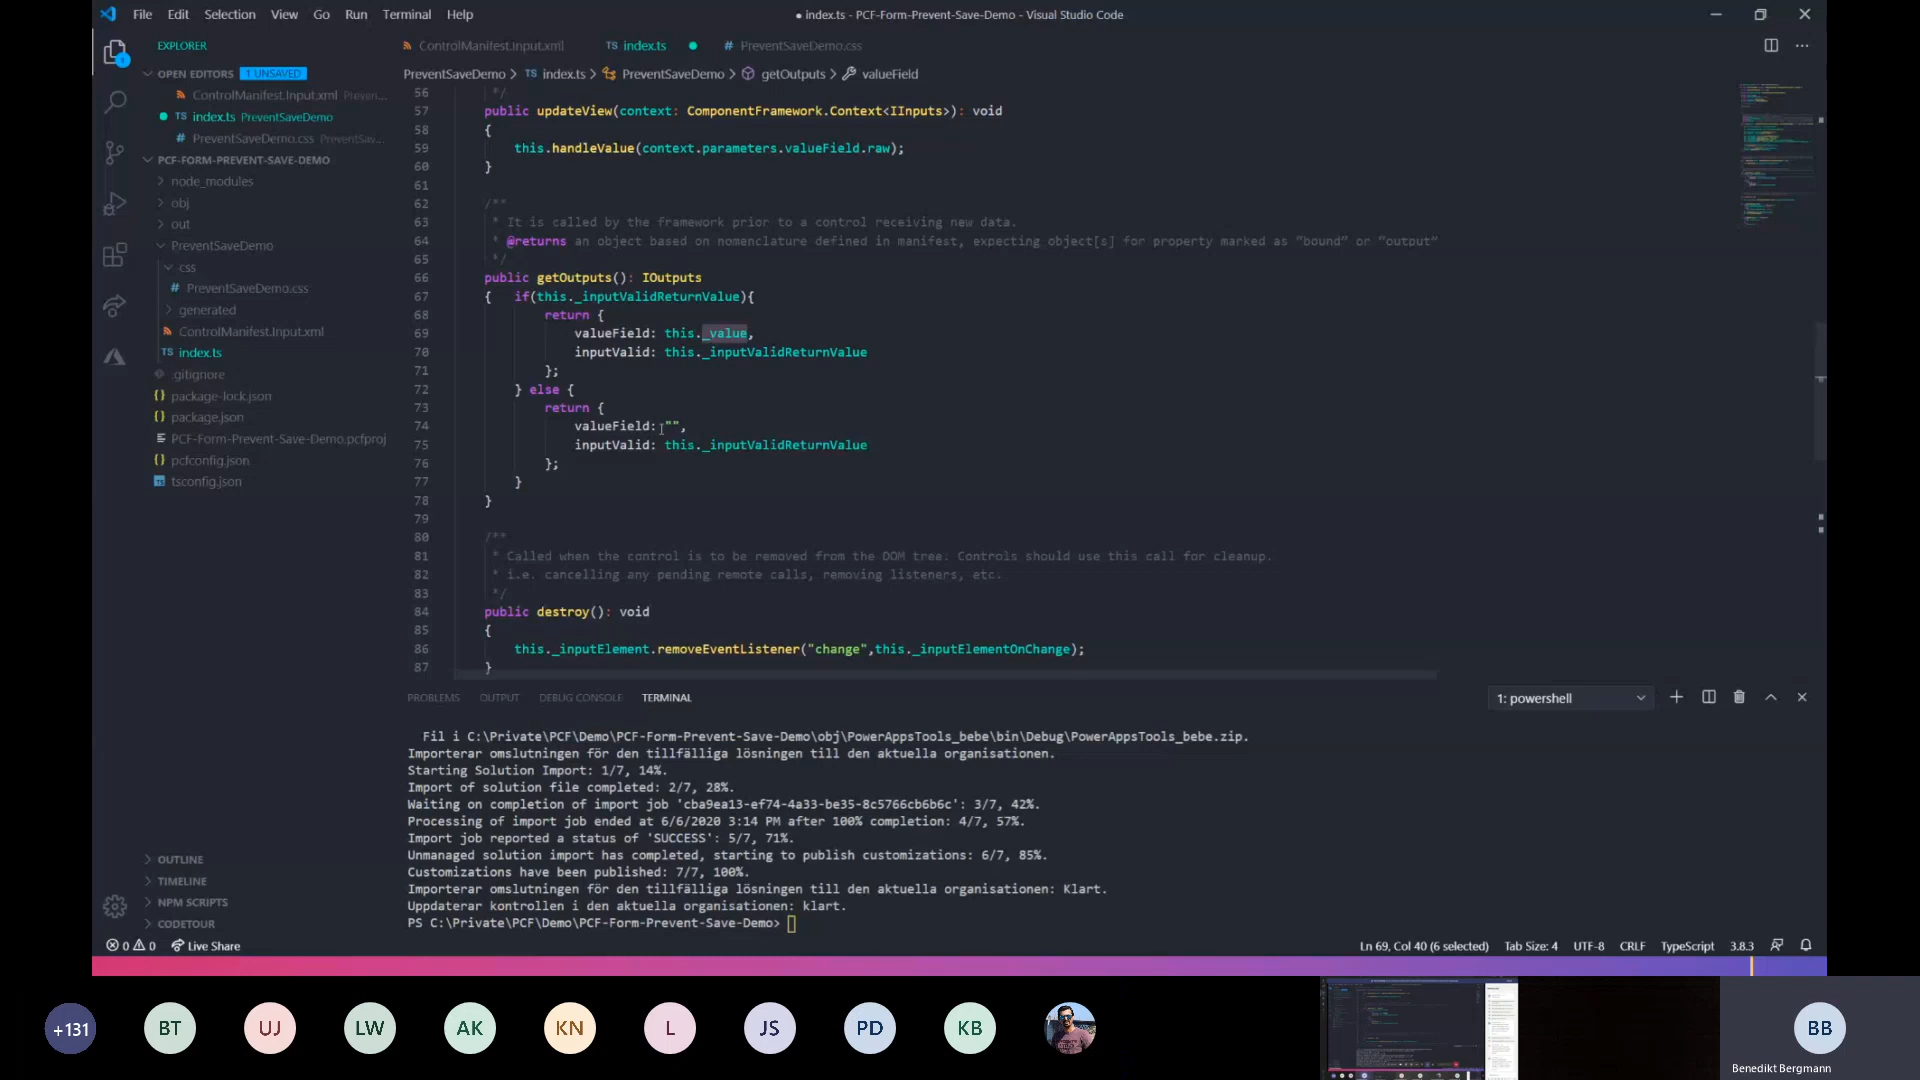 File Edit Selection View Go Run Terminal Help
● index.ts - PCF-Form-Prevent-Save-Demo - Visual Studio Code
EXPLORER
OPEN EDITORS 1 UNSAVED
ControlManifest.Input.xml Preven...
index.ts PreventSaveDemo
# PreventSaveDemo.css PreventSav...
PCF-FORM-PREVENT-SAVE-DEMO
node_modules
obj
out
PreventSaveDemo
css
# PreventSaveDemo.css
generated
ControlManifest.Input.xml
TS index.ts
.gitignore
{} package-lock.json
{} package.json
PCF-Form-Prevent-Save-Demo.pcfproj
{} pcfconfig.json
tsconfig.json
OUTLINE
TIMELINE
NPM SCRIPTS
CODETOUR
ControlManifest.Input.xml TS index.ts ● # PreventSaveDemo.css
PreventSaveDemo > TS index.ts > PreventSaveDemo > getOutputs > valueField
56 */
57 public updateView(context: ComponentFramework.Context<IInputs>): void
58 {
59 this.handleValue(context.parameters.valueField.raw);
60 }
61
62 /**
63 * It is called by the framework prior to a control receiving new data.
64 * @returns an object based on nomenclature defined in manifest, expecting object[s] for property marked as “bound” or “output”
65 */
66 public getOutputs(): IOutputs
67 { if(this._inputValidReturnValue){
68 return {
69 valueField: this._value,
70 inputValid: this._inputValidReturnValue
71 };
72 } else {
73 return {
74 valueField: "",
75 inputValid: this._inputValidReturnValue
76 };
77 }
78 }
79
80 /**
81 * Called when the control is to be removed from the DOM tree. Controls should use this call for cleanup.
82 * i.e. cancelling any pending remote calls, removing listeners, etc.
83 */
84 public destroy(): void
85 {
86 this._inputElement.removeEventListener("change",this._inputElementOnChange);
87 }
PROBLEMS OUTPUT DEBUG CONSOLE TERMINAL 1: powershell
Fil i C:\Private\PCF\Demo\PCF-Form-Prevent-Save-Demo\obj\PowerAppsTools_bebe\bin\Debug\PowerAppsTools_bebe.zip.
Importerar omslutningen för den tillfälliga lösningen till den aktuella organisationen.
Starting Solution Import: 1/7, 14%.
Import of solution file completed: 2/7, 28%.
Waiting on completion of import job 'cba9ea13-ef74-4a33-be35-8c5766cb6b6c': 3/7, 42%.
Processing of import job ended at 6/6/2020 3:14 PM after 100% completion: 4/7, 57%.
Import job reported a status of 'SUCCESS': 5/7, 71%.
Unmanaged solution import has completed, starting to publish customizations: 6/7, 85%.
Customizations have been published: 7/7, 100%.
Importerar omslutningen för den tillfälliga lösningen till den aktuella organisationen: Klart.
Uppdaterar kontrollen i den aktuella organisationen: klart.
PS C:\Private\PCF\Demo\PCF-Form-Prevent-Save-Demo>
0 0 Live Share Ln 69, Col 40 (6 selected) Tab Size: 4 UTF-8 CRLF TypeScript 3.8.3
+131 BT UJ LW AK KN L JS PD KB BB
Benedikt Bergmann